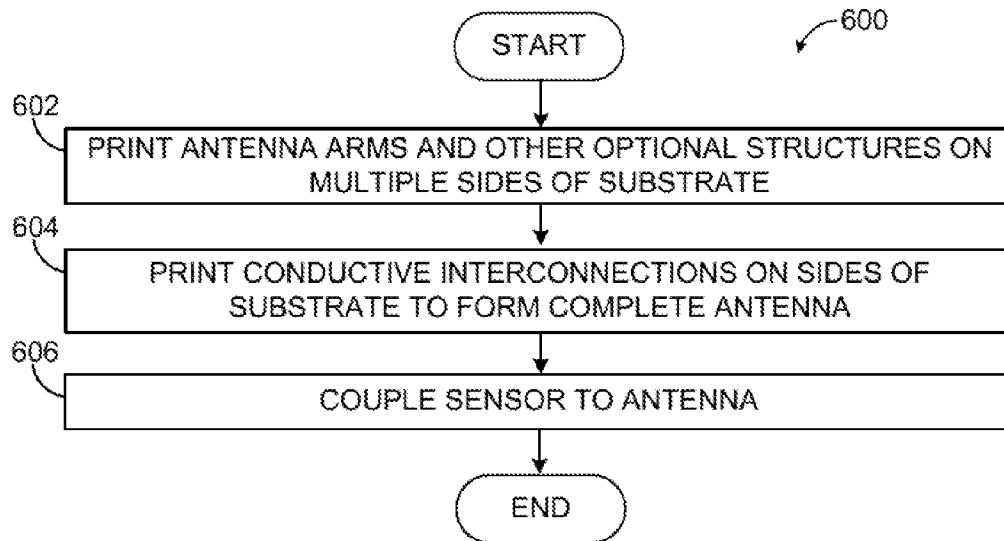 START
600
602
PRINT ANTENNA ARMS AND OTHER OPTIONAL STRUCTURES ON
MULTIPLE SIDES OF SUBSTRATE
604
PRINT CONDUCTIVE INTERCONNECTIONS ON SIDES OF
SUBSTRATE TO FORM COMPLETE ANTENNA
606
COUPLE SENSOR TO ANTENNA
END